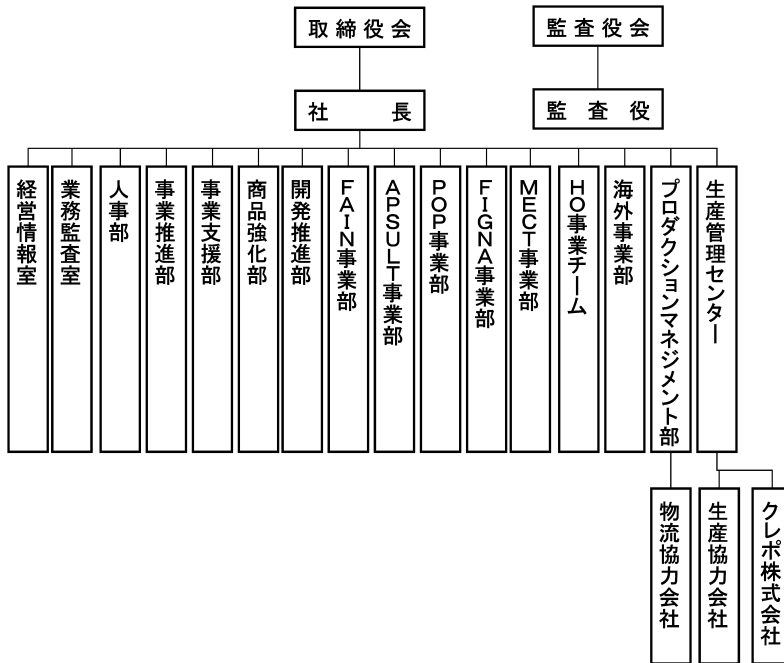 取締役会
監査役会
社長
監査役
経営情報室
業務監査室
人事部
事業推進部
事業支援部
商品強化部
開発推進部
FAIN事業部
APSULT事業部
POP事業部
FIGNA事業部
MECT事業部
HO事業チーム
海外事業部
プロダクションマネジメント部
生産管理センター
物流協力会社
生産協力会社
クレポ株式会社